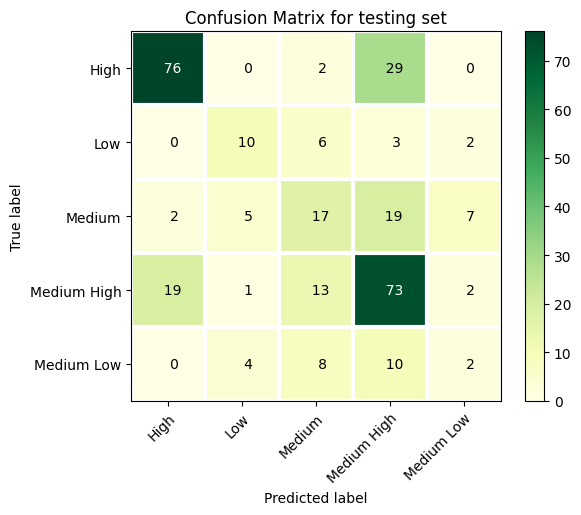 Confusion Matrix for testing set
True label
High 76 0 2 29 0
Low 0 10 6 3 2
Medium 2 5 17 19 7
Medium High 19 1 13 73 2
Medium Low 0 4 8 10 2
High Low Medium Medium High Medium Low
Predicted label
70
60
50
40
30
20
10
0